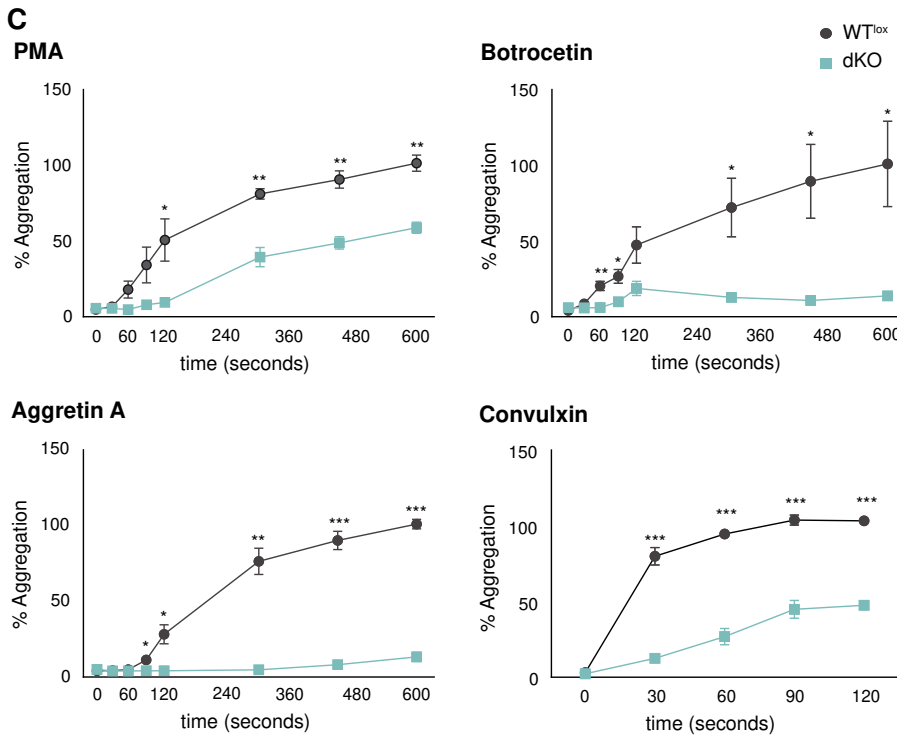 C
PMA
150
100
50
0
% Aggregation
*
**
**
**
0 60 120 240 360 480 600
time (seconds)
Botrocetin
WTlox
dKO
150
100
50
0
% Aggregation
**
*
*
*
*
0 60 120 240 360 480 600
time (seconds)
Aggretin A
150
100
50
0
% Aggregation
*
*
**
***
***
0 60 120 240 360 480 600
time (seconds)
Convulxin
150
100
50
0
% Aggregation
***
***
***
***
0 30 60 90 120
time (seconds)